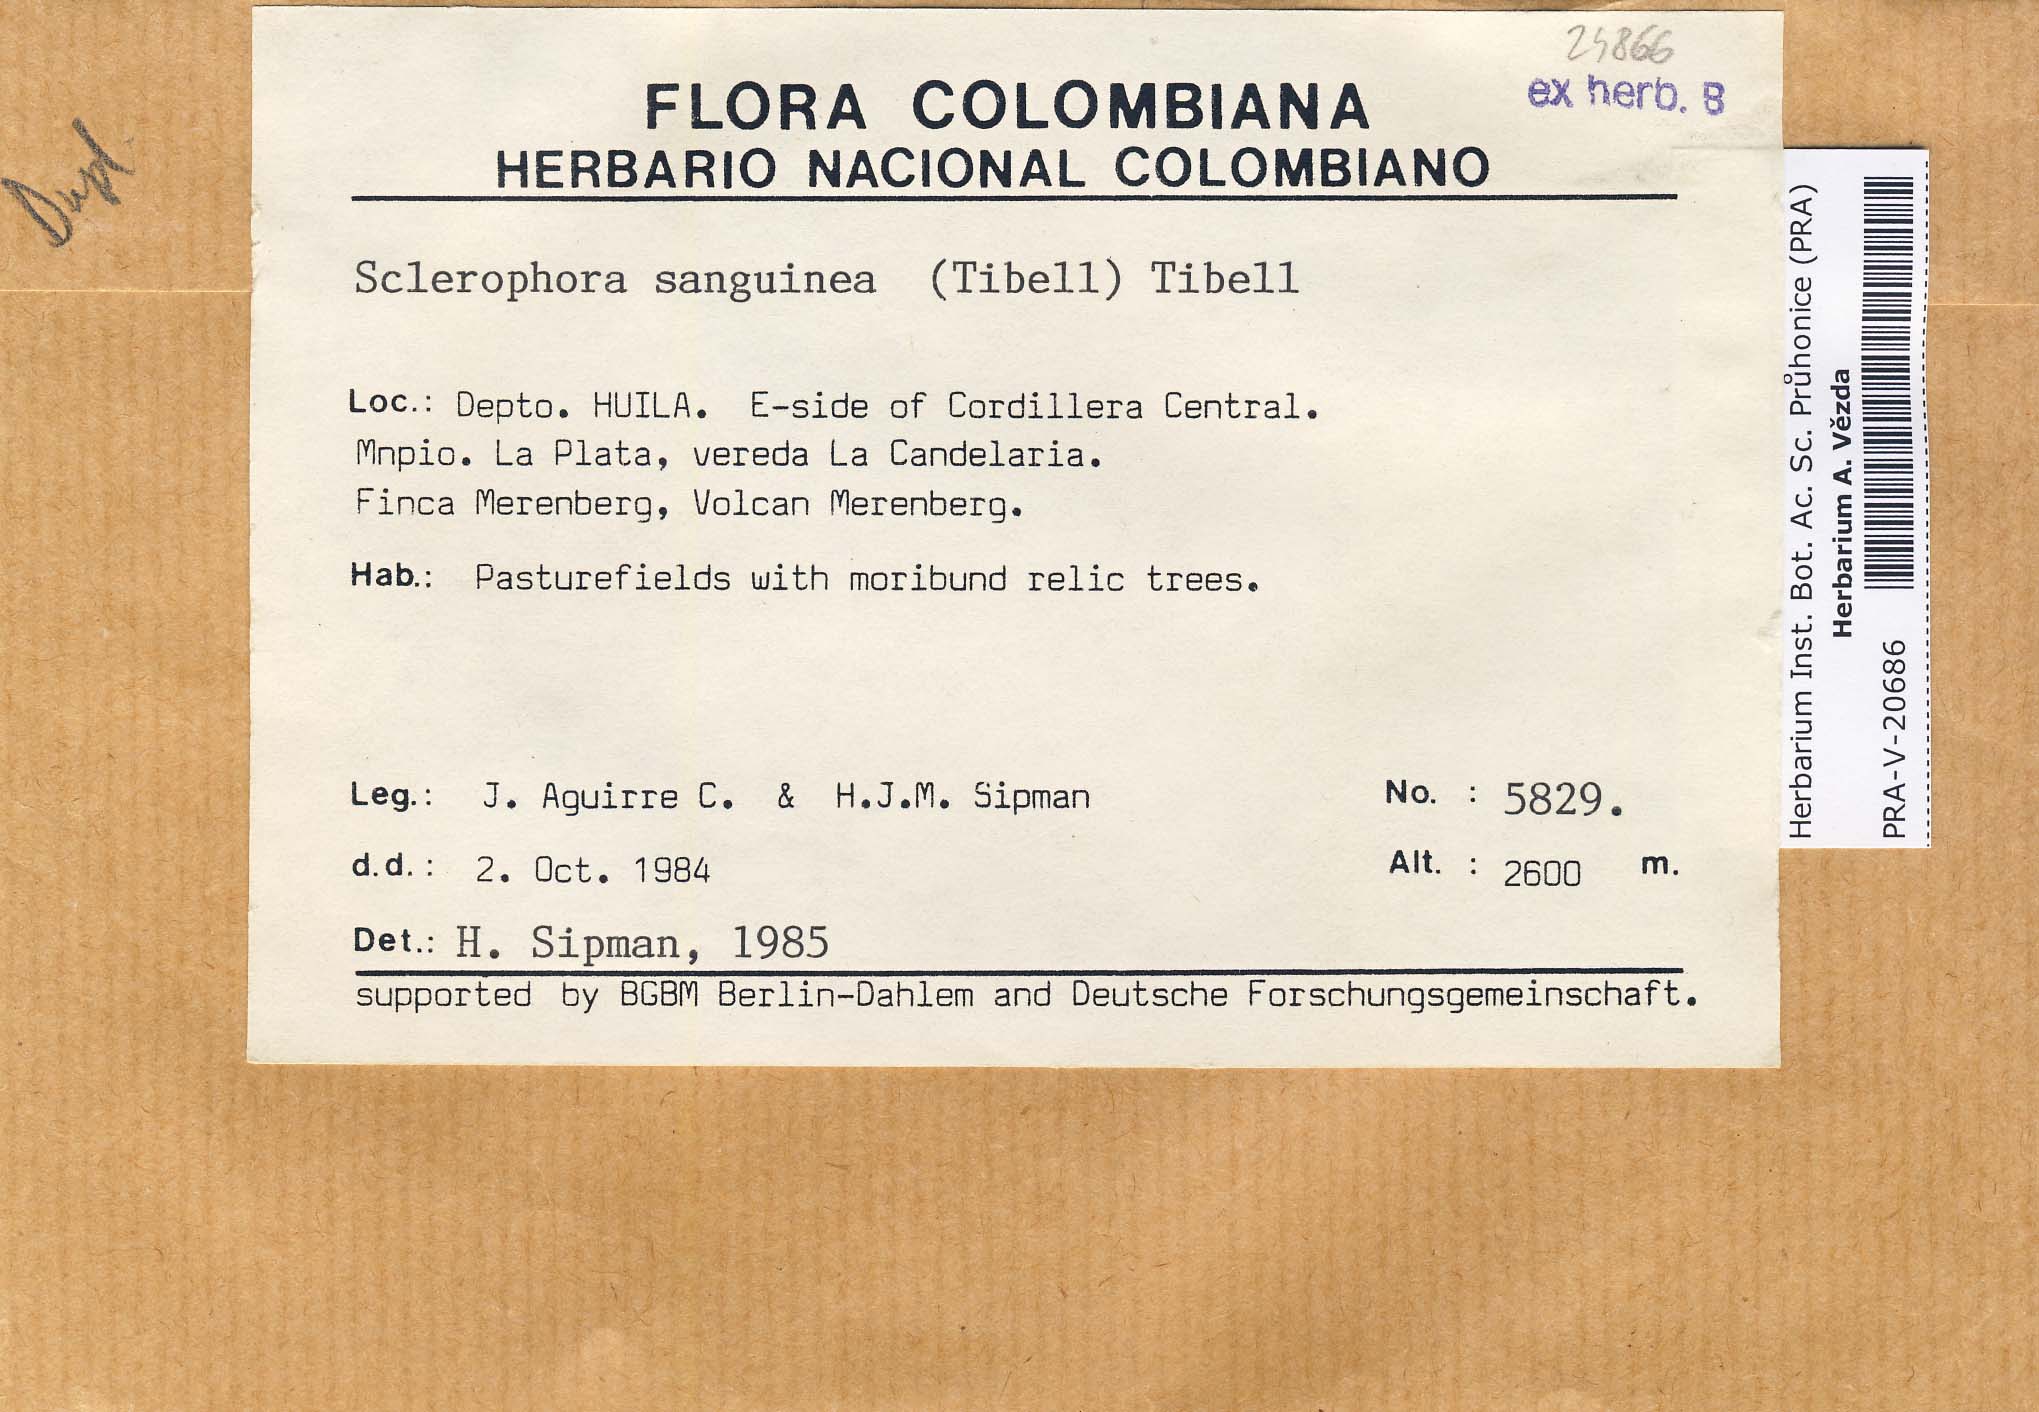 24866
ex herb. B
FLORA COLOMBIANA
HERBARIO NACIONAL COLOMBIANO
Dupl.
Sclerophora sanguinea (Tibell) Tibell
Loc.: Depto. HUILA. E-side of Cordillera Central.
Mnpio. La Plata, vereda La Candelaria.
Finca Merenberg, Volcan Merenberg.
Hab.: Pasturefields with moribund relic trees.
Leg.: J. Aguirre C. & H.J.M. Sipman No. : 5829.
d.d.: 2. Oct. 1984 Alt. : 2600 m.
Det.: H. Sipman, 1985
supported by BGBM Berlin-Dahlem and Deutsche Forschungsgemeinschaft.
Herbarium Inst. Bot. Ac. Sc. Průhonice (PRA)
Herbarium A. Vězda
PRA-V-20686